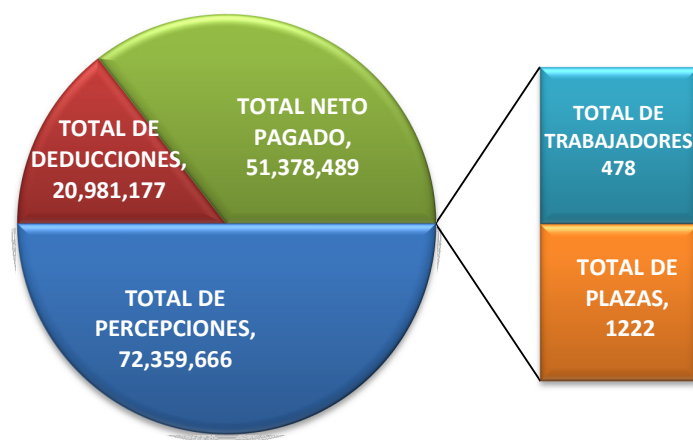 TOTAL DE
DEDUCCIONES,
20,981,177
TOTAL NETO
PAGADO,
51,378,489
TOTAL DE
PERCEPCIONES,
72,359,666
TOTAL DE
TRABAJADORES
478
TOTAL DE
PLAZAS,
1222